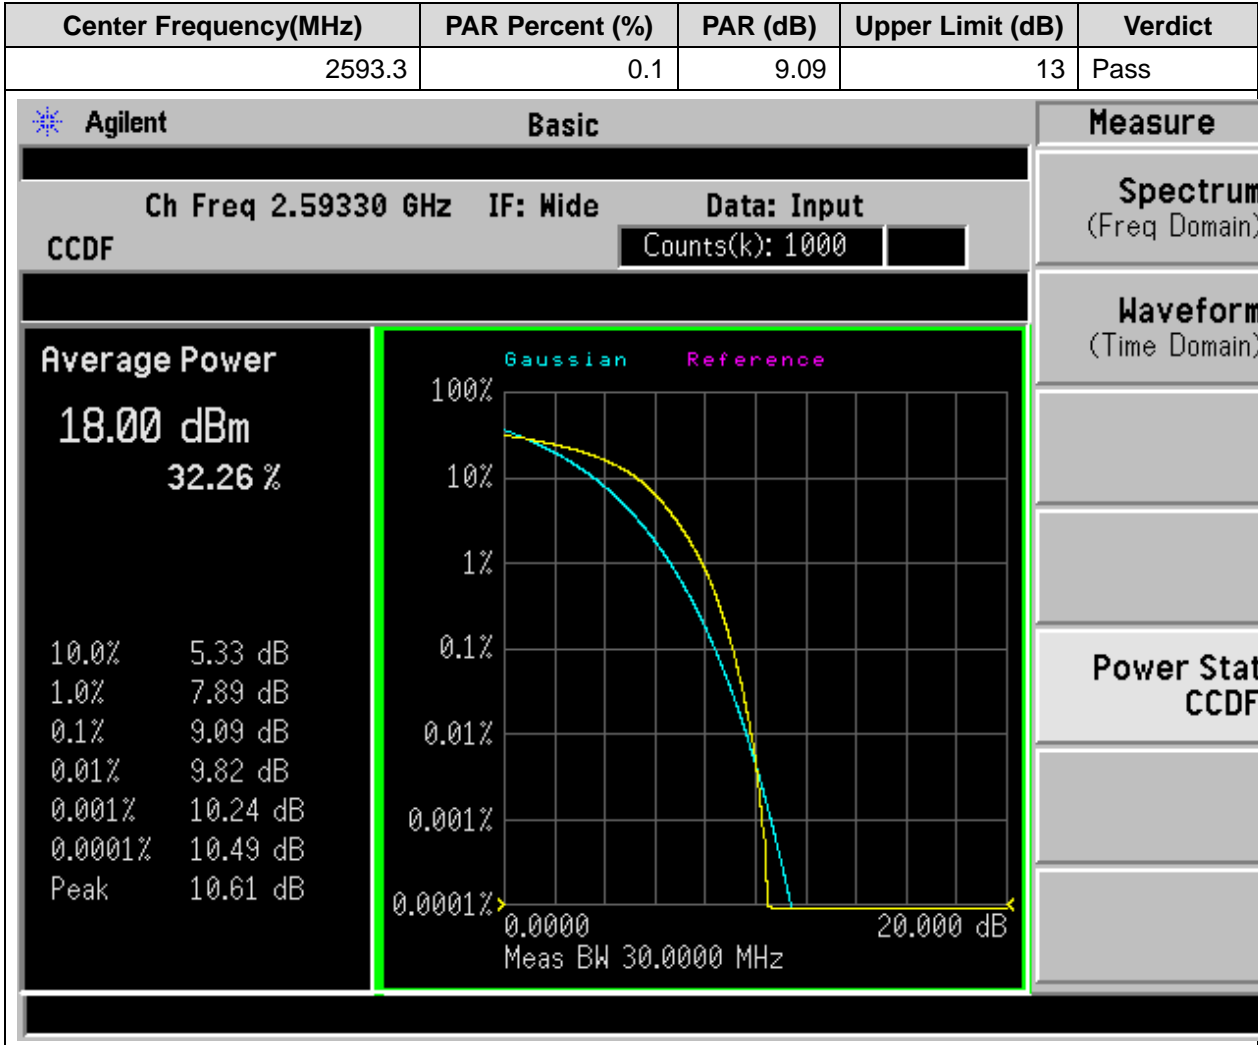 Center Frequency(MHz) PAR Percent (%) PAR (dB) Upper Limit (dB) Verdict
2593.3 0.1 9.09 13 Pass
Agilent Basic Measure
Ch Freq 2.59330 GHz IF: Wide Data: Input
CCDF Counts(k): 1000
Spectrum
(Freq Domain)
Waveform
(Time Domain)
Power Stat
CCDF
Average Power
18.00 dBm
32.26 %
10.0% 5.33 dB
1.0% 7.89 dB
0.1% 9.09 dB
0.01% 9.82 dB
0.001% 10.24 dB
0.0001% 10.49 dB
Peak 10.61 dB
Gaussian Reference
100%
10%
1%
0.1%
0.01%
0.001%
0.0001%
0.0000 20.000 dB
Meas BW 30.0000 MHz